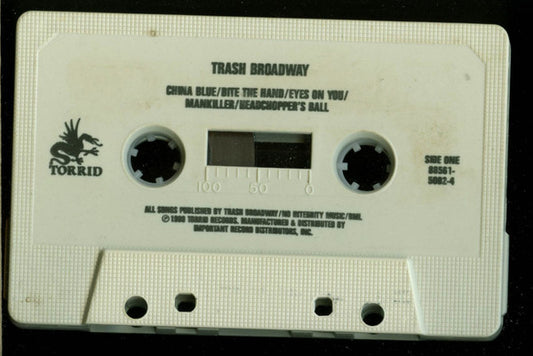 TRASH BROADWAY
CHINA BLUE/BITE THE HAND/EYES ON YOU/
MANKILLER/HEADCHOPPER'S BALL
TORRID
SIDE ONE
88561-
5082-4
100 50 0
ALL SONGS PUBLISHED BY TRASH BROADWAY/NO INTEGRITY MUSIC/BMI.
℗ 1989 TORRID RECORDS. MANUFACTURED & DISTRIBUTED BY
IMPORTANT RECORD DISTRIBUTORS, INC.